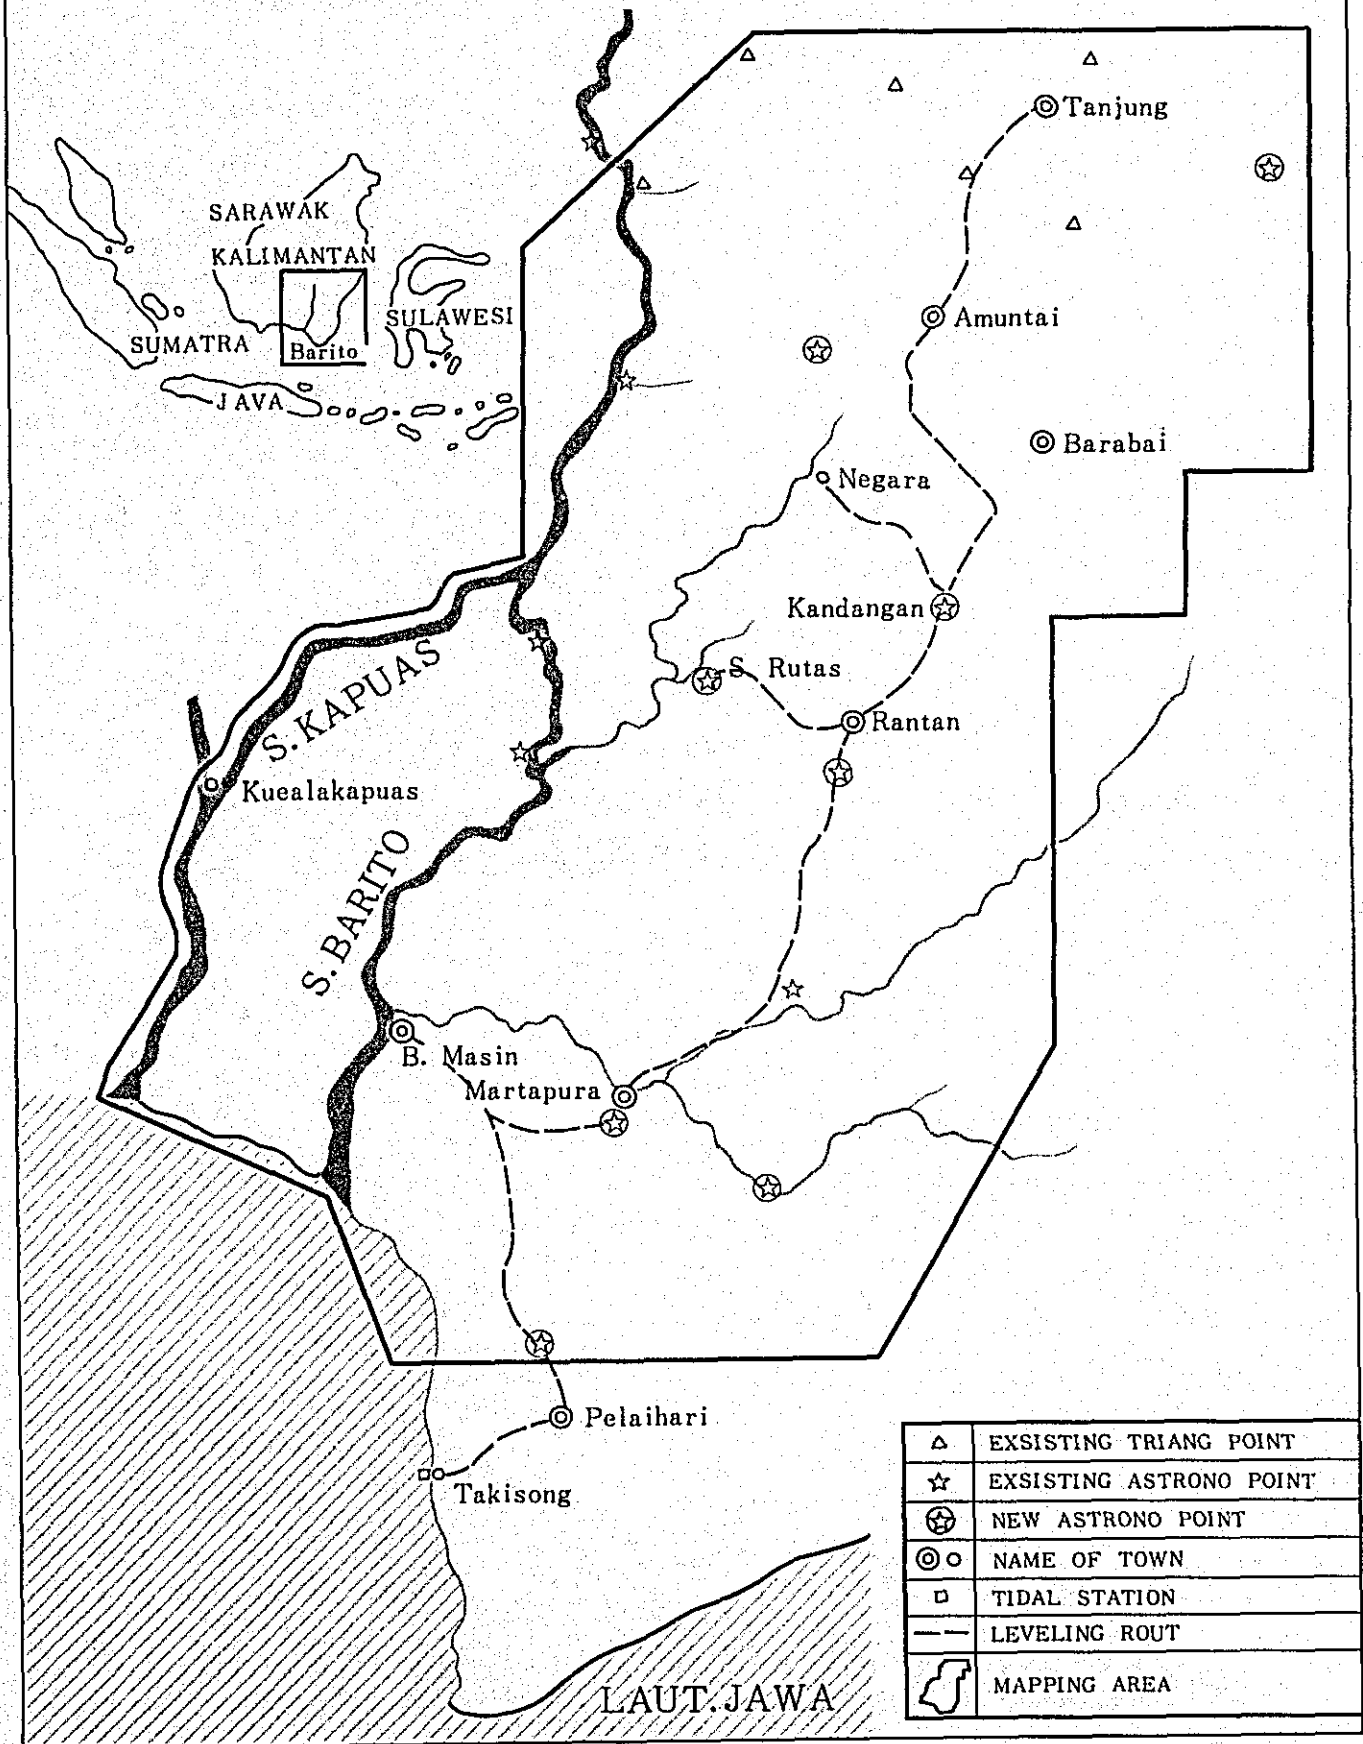 Tanjung
SARAWAK
KALIMANTAN
SULAWESI
SUMATRA
Barito
JAVA
Amuntai
Barabai
Negara
Kandangan
S. Rutas
Rantan
S. KAPUAS
Kuealakapuas
S. BARITO
B. Masin
Martapura
Pelaihari
Takisong
LAUT. JAWA
EXSISTING TRIANG POINT
EXSISTING ASTRONO POINT
NEW ASTRONO POINT
NAME OF TOWN
TIDAL STATION
LEVELING ROUT
MAPPING AREA